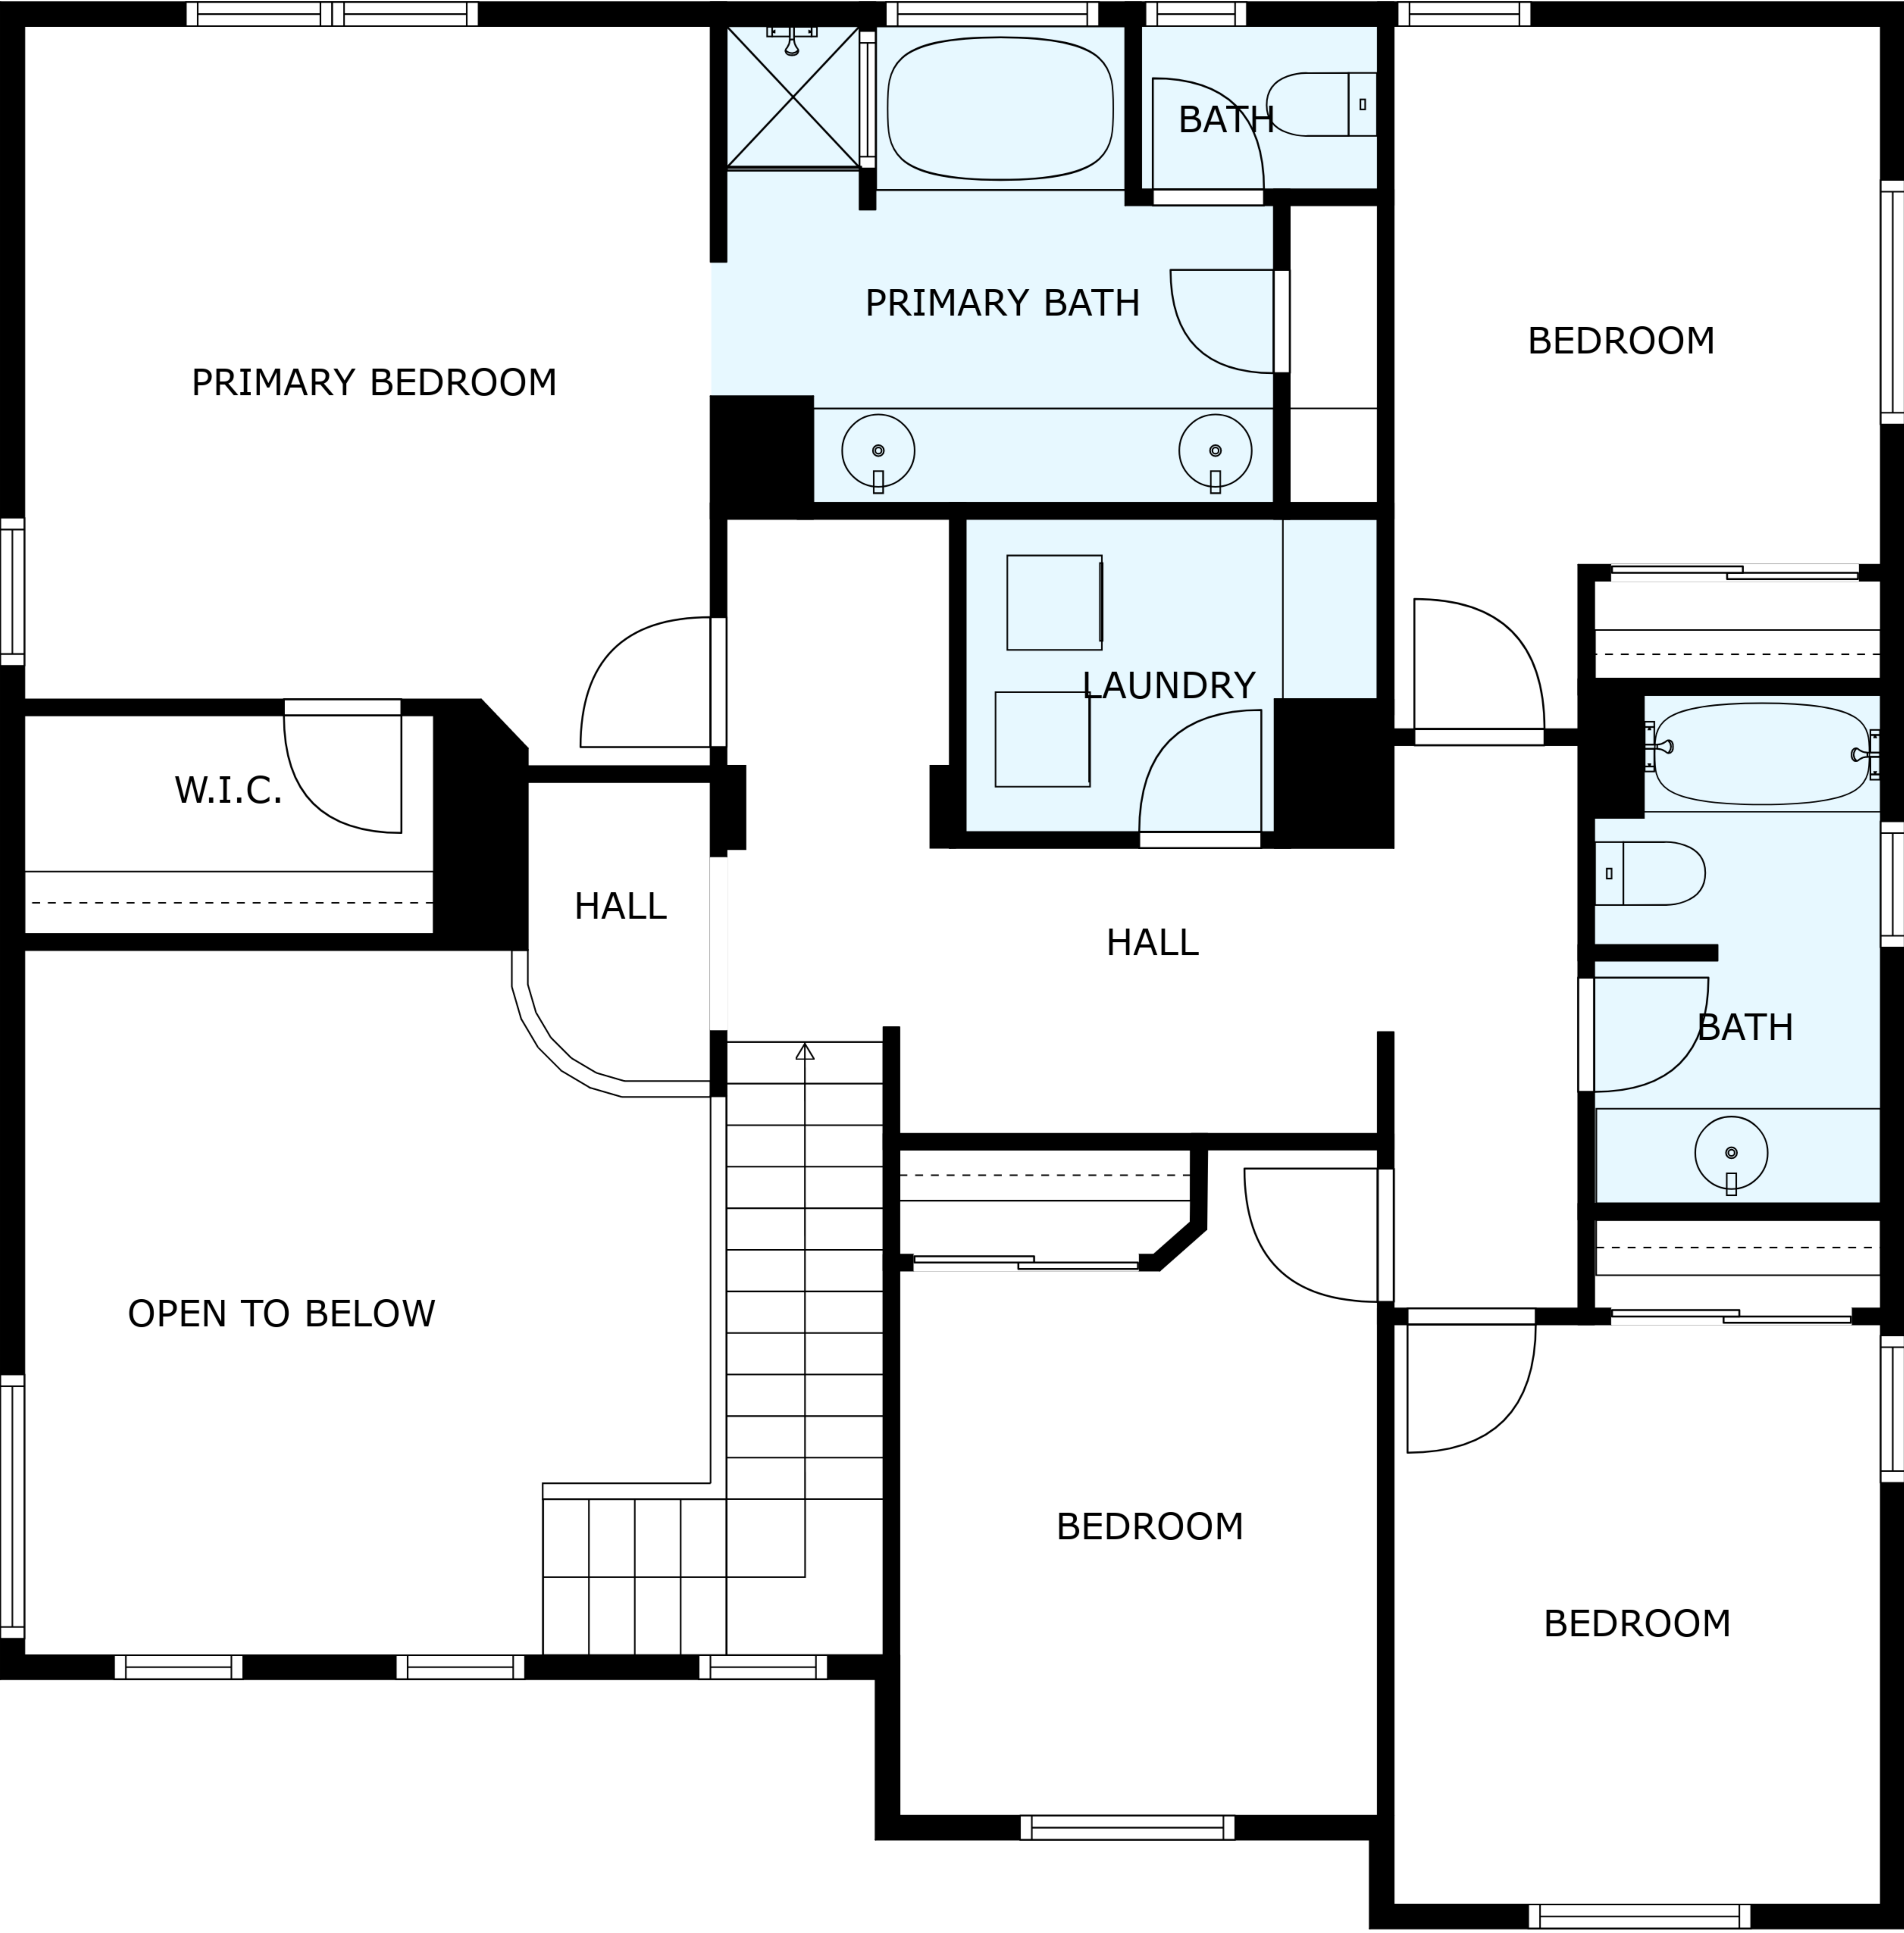 BATH
PRIMARY BATH
BEDROOM
PRIMARY BEDROOM
LAUNDRY
W.I.C.
HALL
HALL
BATH
OPEN TO BELOW
BEDROOM
BEDROOM